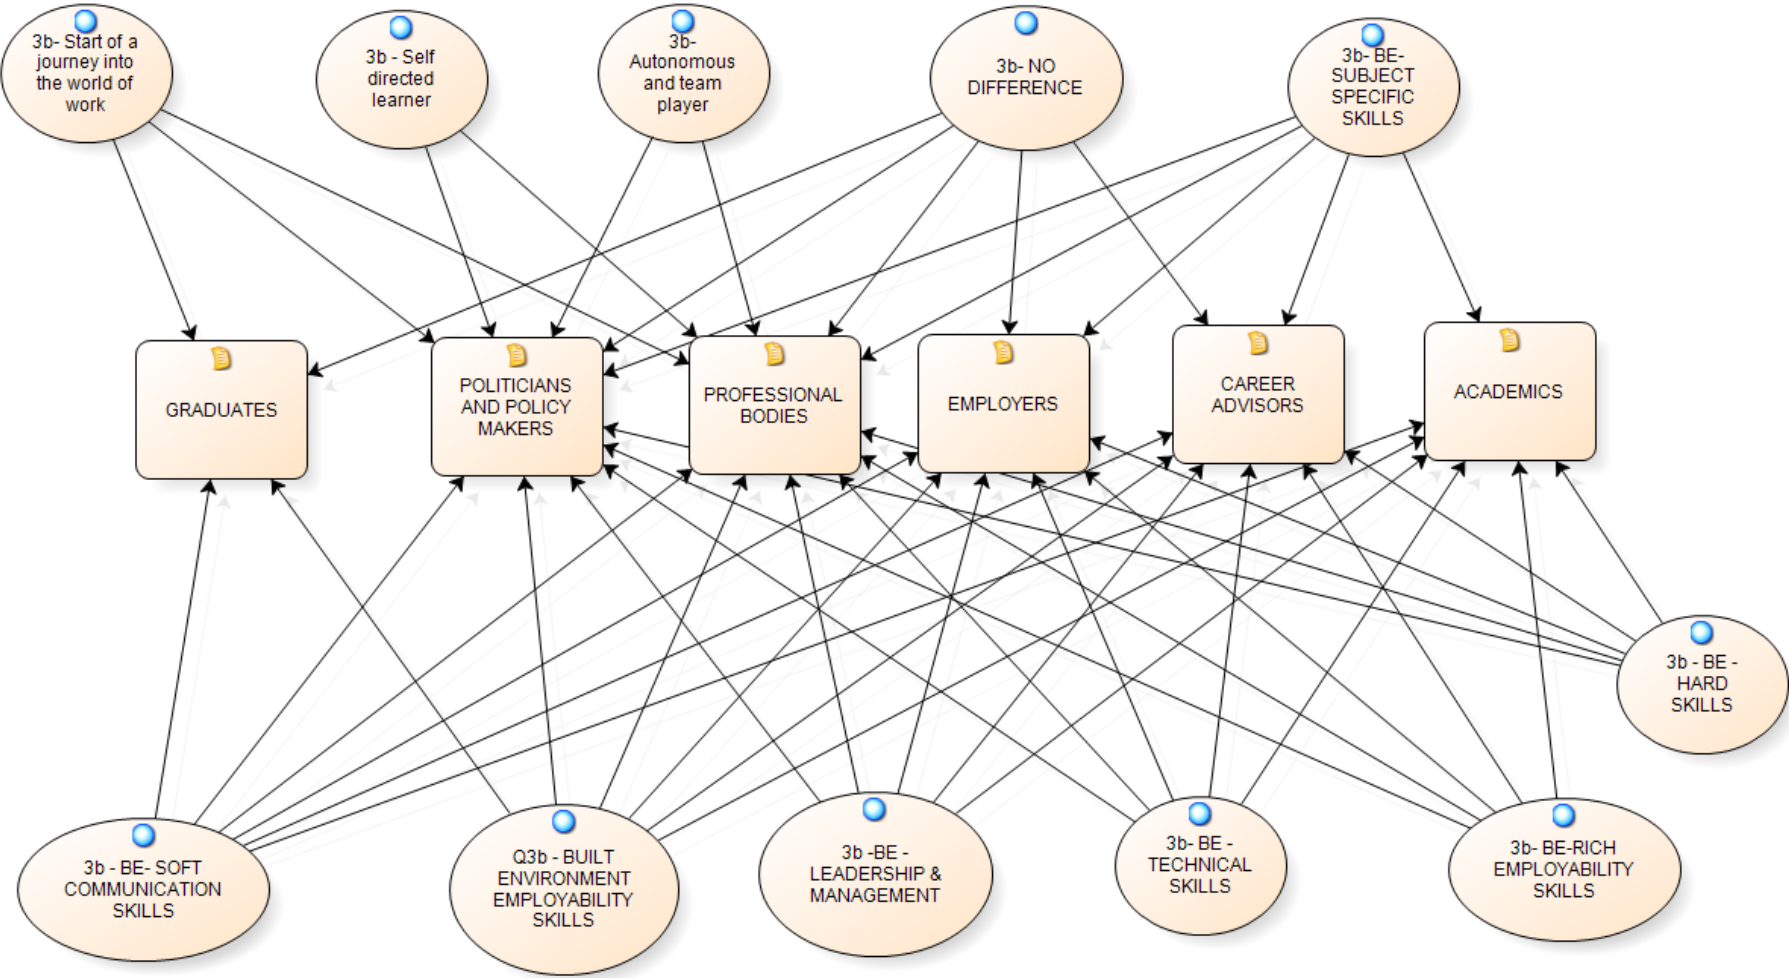 3b- Start of a
journey into
the world of
work
3b - Self
directed
learner
3b-
Autonomous
and team
player
3b- NO
DIFFERENCE
3b- BE-
SUBJECT
SPECIFIC
SKILLS
GRADUATES
POLITICIANS
AND POLICY
MAKERS
PROFESSIONAL
BODIES
EMPLOYERS
CAREER
ADVISORS
ACADEMICS
3b - BE -
HARD
SKILLS
3b - BE- SOFT
COMMUNICATION
SKILLS
Q3b - BUILT
ENVIRONMENT
EMPLOYABILITY
SKILLS
3b -BE -
LEADERSHIP &
MANAGEMENT
3b- BE -
TECHNICAL
SKILLS
3b- BE-RICH
EMPLOYABILITY
SKILLS